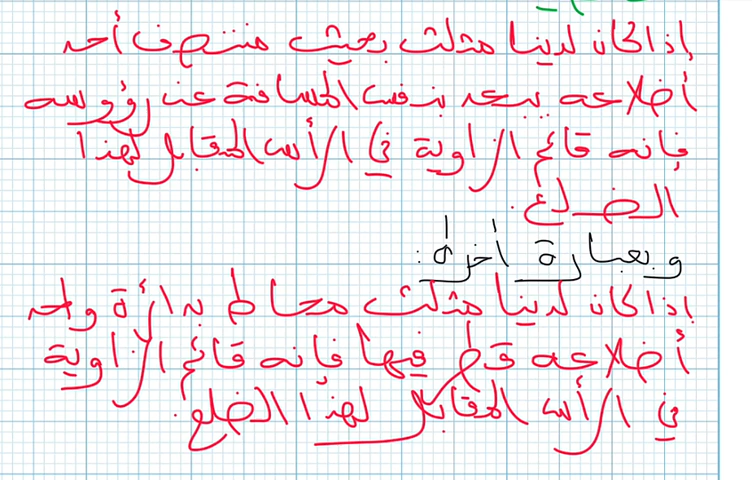 إذا كان لدينا مثلث بحيث منتصف أحد
أضلاعه يبعد بنفس المسافة عن رؤوسه
فإنه قائم الزاوية في الرأس المقابل لهذا
الضلع.
وبعبارة أخرى :
إذا كان لدينا مثلث محاط بدائرة وأحد
أضلاعه قطر فيها فإنه قائم الزاوية
في الرأس المقابل لهذا الضلع.